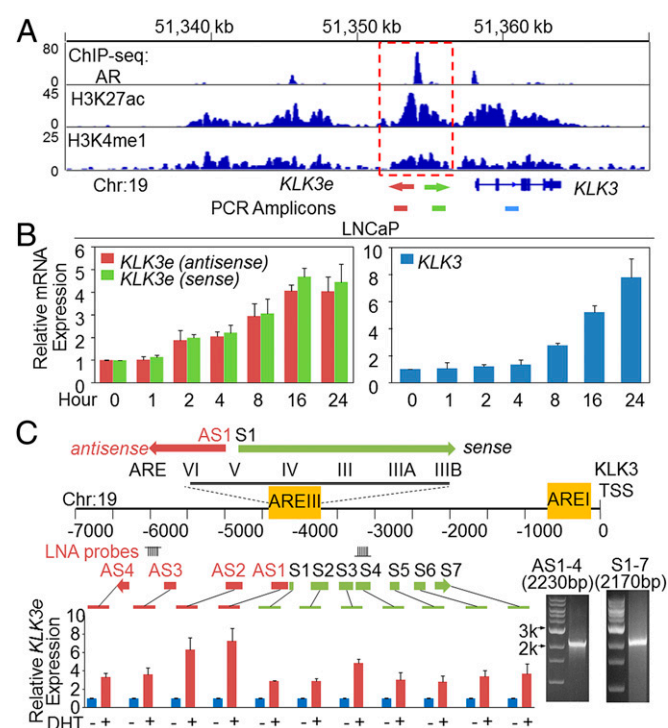 A
51,340 kb 51,350 kb 51,360 kb
80
ChIP-seq:
AR
0
45
H3K27ac
0
25
H3K4me1
0
Chr:19 KLK3e KLK3
PCR Amplicons
B LNCaP
Relative mRNA
Expression
6
5
4
3
2
1
0
KLK3e (antisense)
KLK3e (sense)
10
8
6
4
2
0
KLK3
Hour 0 1 2 4 8 16 24 0 1 2 4 8 16 24
C
AS1 S1
antisense sense
ARE VI V IV III IIIA IIIB KLK3
TSS
Chr:19 AREIII AREI
-7000 -6000 -5000 -4000 -3000 -2000 -1000 0
LNA probes
AS4 AS3 AS2 AS1 S1 S2 S3 S4 S5 S6 S7
AS1-4
(2230bp)
S1-7
(2170bp)
3k
2k
Relative KLK3e
Expression
10
8
6
4
2
0
DHT - + - + - + - + - + - + - + - + - + - +